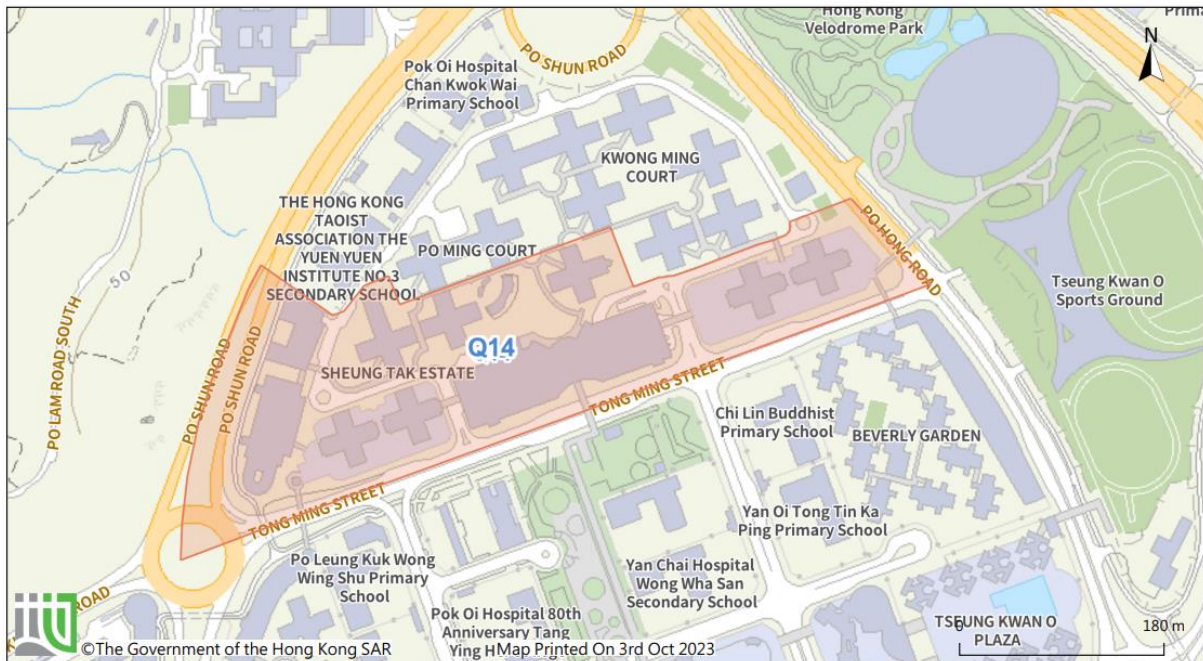 Hong Kong
Velodrome Park
Prima
N
PO SHUN ROAD
Pok Oi Hospital
Chan Kwok Wai
Primary School
KWONG MING
COURT
THE HONG KONG
TAOIST
ASSOCIATION THE
YUEN YUEN
INSTITUTE NO.3
SECONDARY SCHOOL
PO MING COURT
PO HONG ROAD
Tseung Kwan O
Sports Ground
50
PO LAM ROAD SOUTH
PO SHUN ROAD
PO SHUN ROAD
Q14
SHEUNG TAK ESTATE
TONG MING STREET
Chi Lin Buddhist
Primary School
BEVERLY GARDEN
TONG MING STREET
Yan Oi Tong Tin Ka
Ping Primary School
Po Leung Kuk Wong
Wing Shu Primary
School
Yan Chai Hospital
Wong Wha San
Secondary School
ROAD
Pok Oi Hospital 80th
Anniversary Tang
Ying H
TSEUNG KWAN O
PLAZA
0
180 m
©The Government of the Hong Kong SAR
Map Printed On 3rd Oct 2023